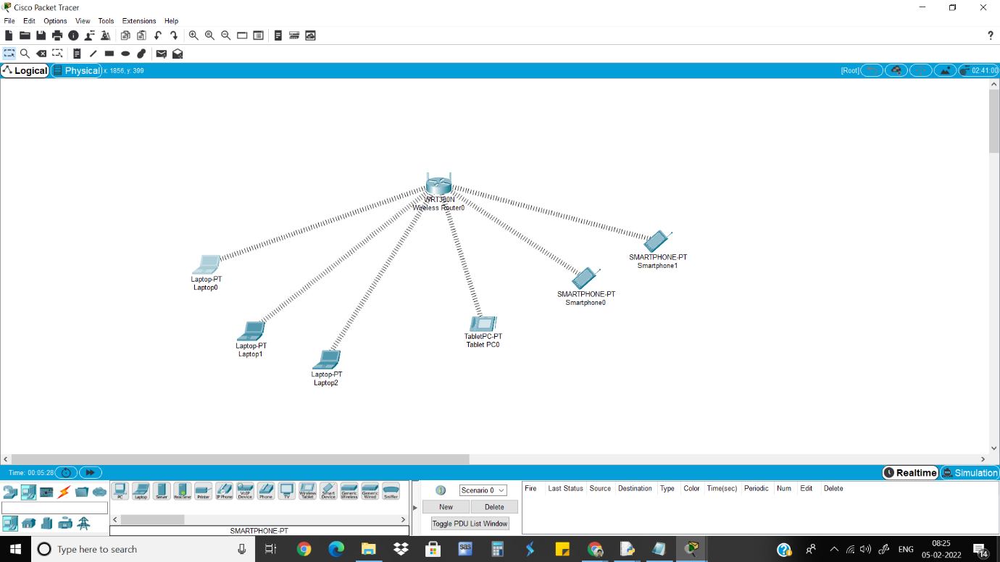 Cisco Packet Tracer
File Edit Options View Tools Extensions Help
?
Logical Physical x: 1856, y: 399 [Root] 02:41:00
WRT300N
Wireless Router0
SMARTPHONE-PT
Smartphone1
Laptop-PT
Laptop0
SMARTPHONE-PT
Smartphone0
TabletPC-PT
Tablet PC0
Laptop-PT
Laptop1
Laptop-PT
Laptop2
Time: 00:05:28 Realtime Simulation
PC Laptop Server Printer IP Phone VoIP Device Phone TV Wireless Tablet Smart Device Generic Wireless Generic Wired Sniffer
SMARTPHONE-PT
Scenario 0
New Delete
Toggle PDU List Window
Fire Last Status Source Destination Type Color Time(sec) Periodic Num Edit Delete
Type here to search
sas
ENG
08:25
05-02-2022
14